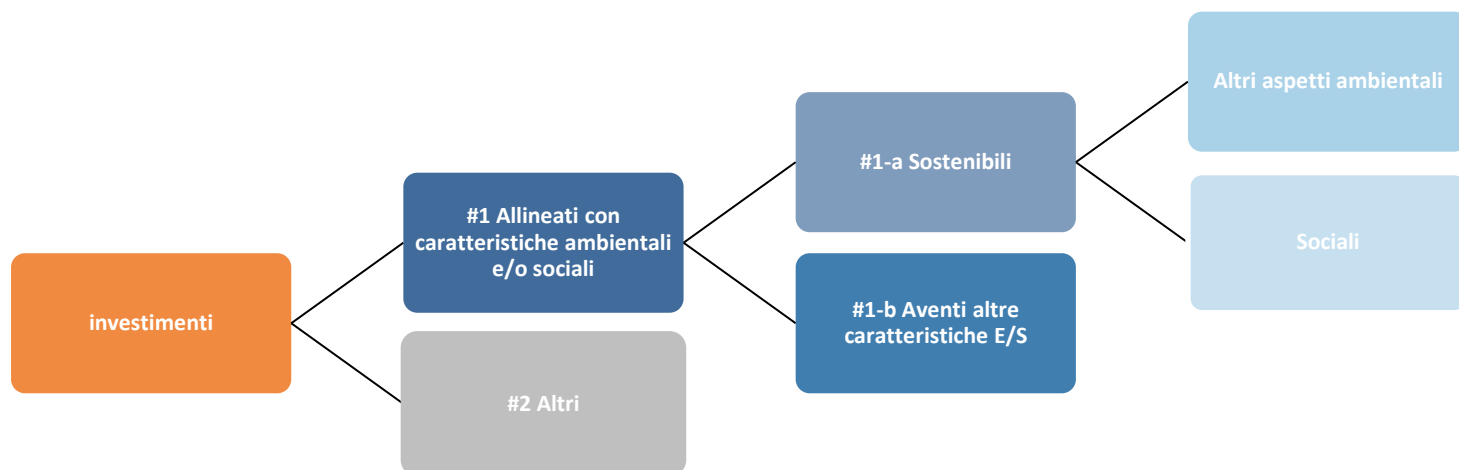 investimenti
#1 Allineati con
caratteristiche ambientali
e/o sociali
#2 Altri
#1-a Sostenibili
#1-b Aventi altre
caratteristiche E/S
Altri aspetti ambientali
Sociali